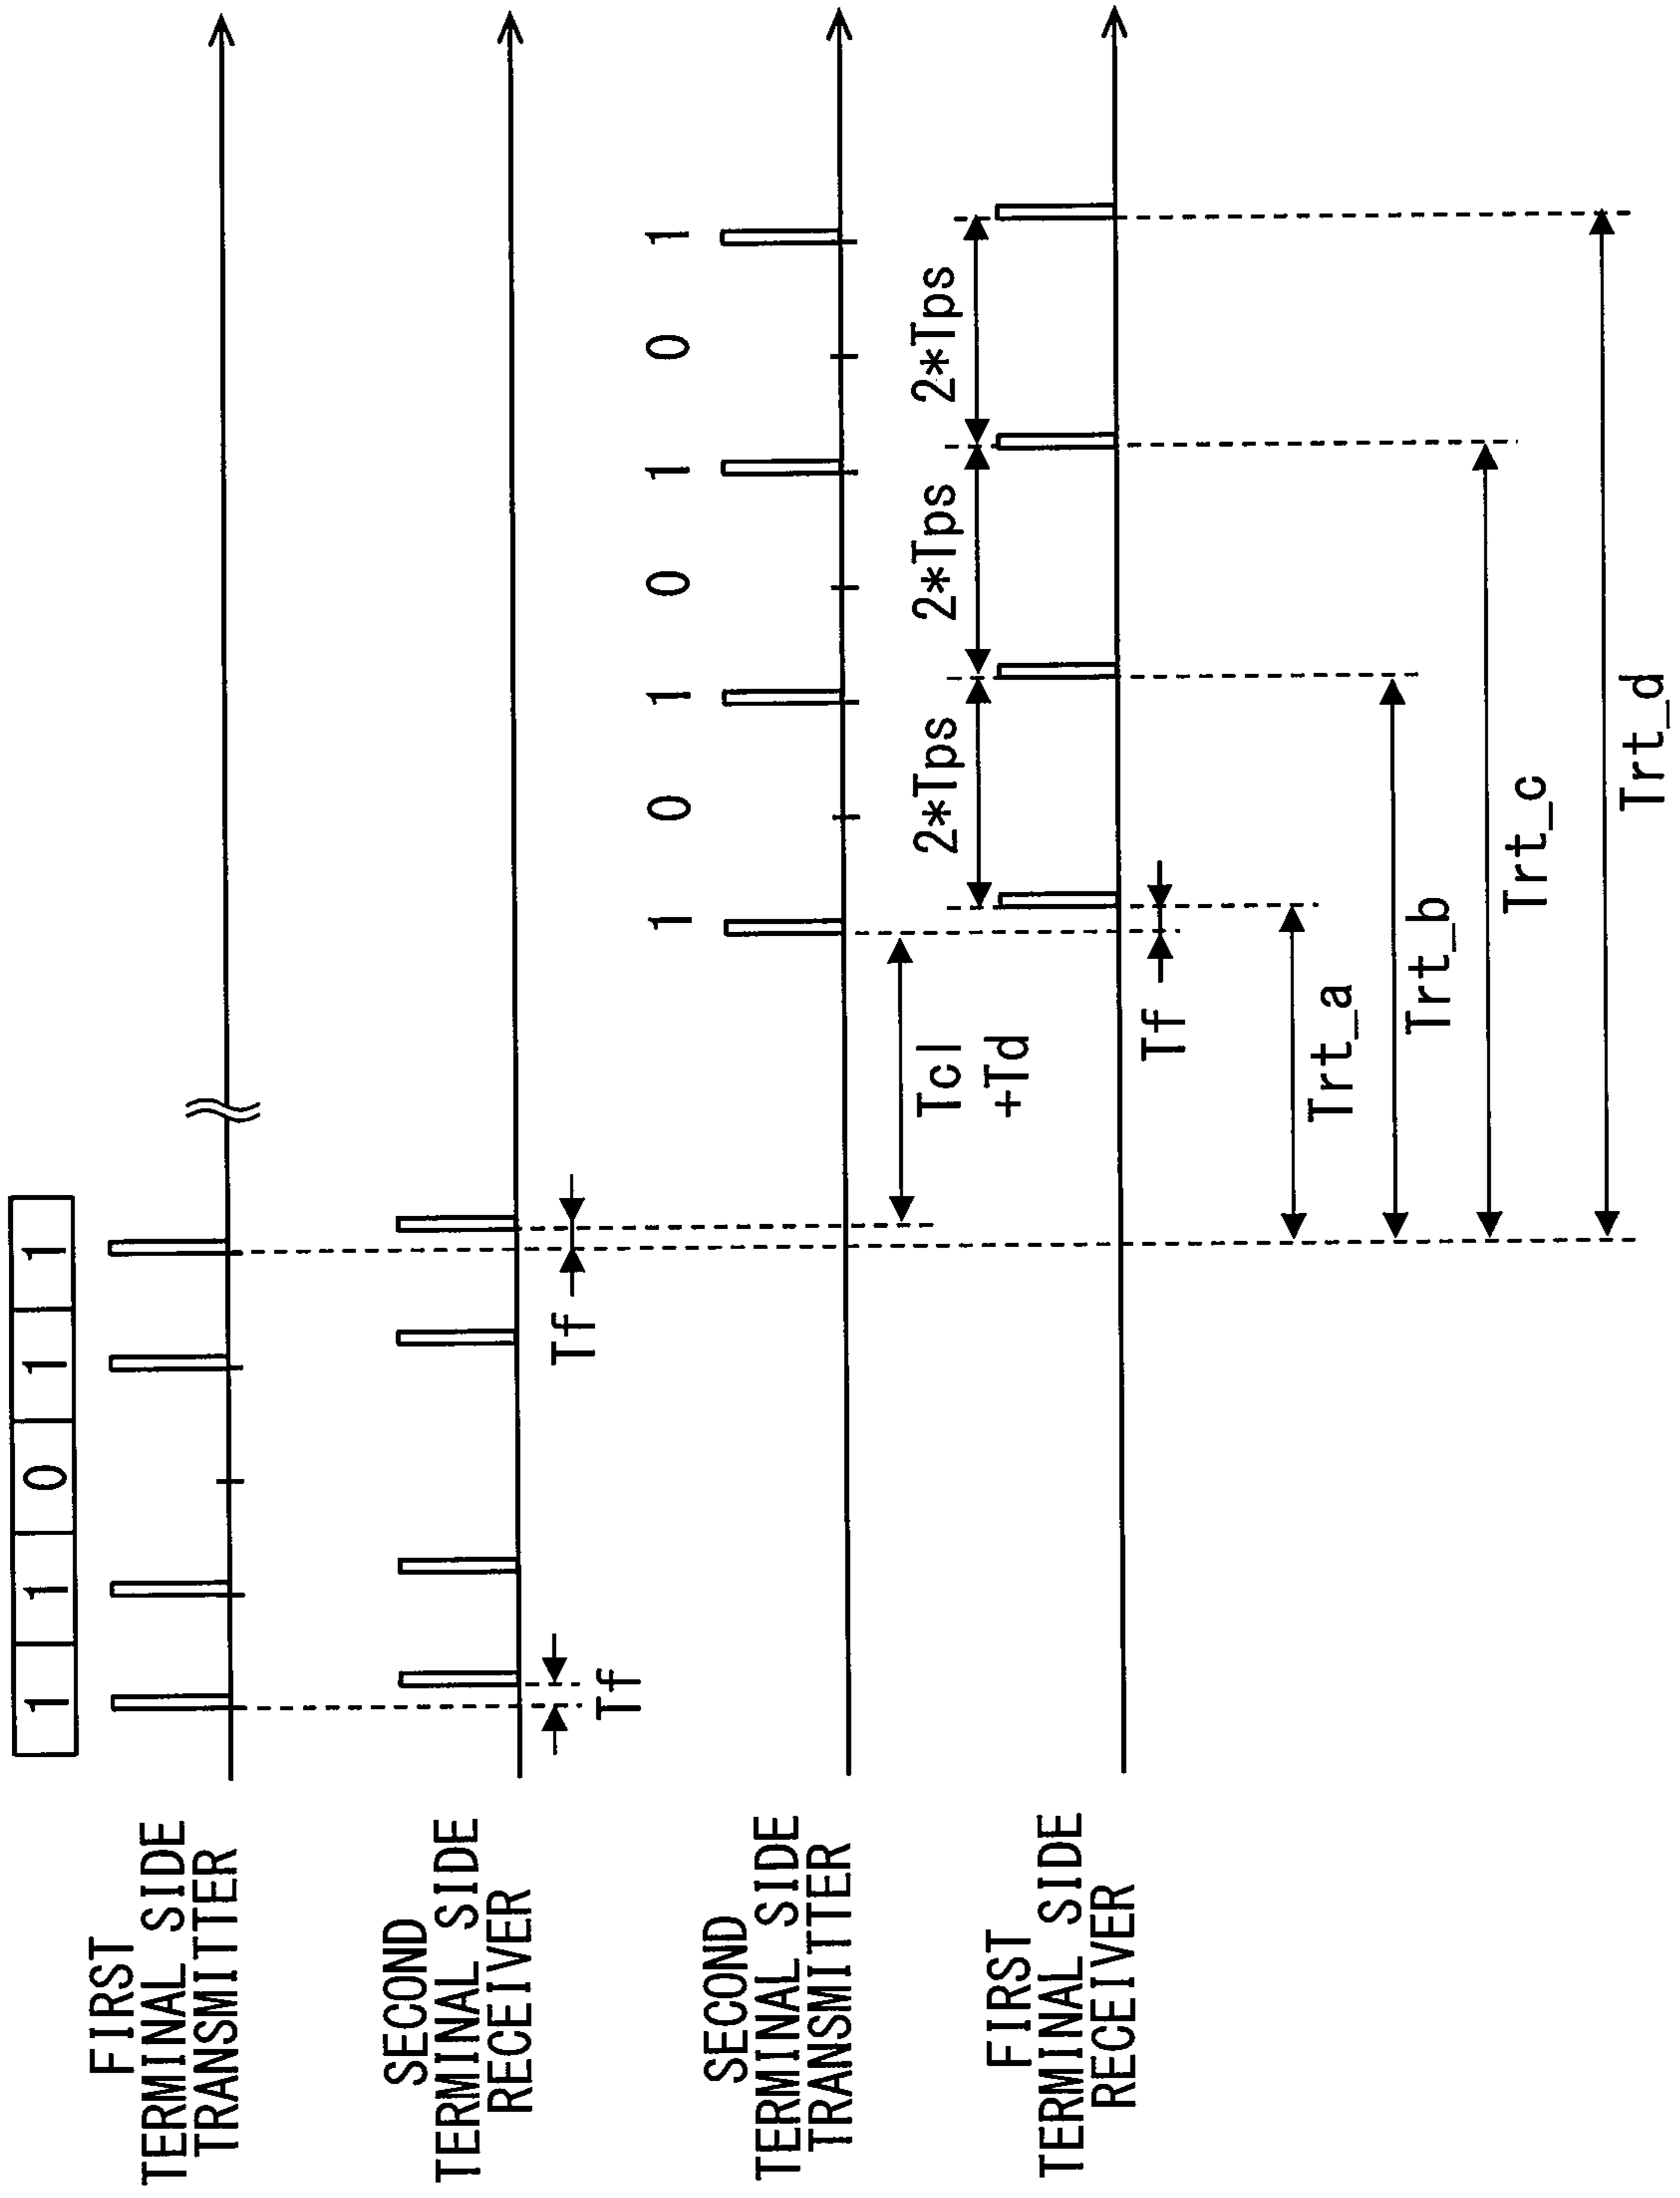 1 1 0 1 1
FIRST
TERMINAL SIDE
TRANSMITTER
SECOND
TERMINAL SIDE
RECEIVER
Tf
Tf
1 0 1 0 1 0 1
SECOND
TERMINAL SIDE
TRANSMITTER
Tcl
+Td
2*Tps 2*Tps 2*Tps
FIRST
TERMINAL SIDE
RECEIVER
Tf
Trt_a
Trt_b
Trt_c
Trt_d